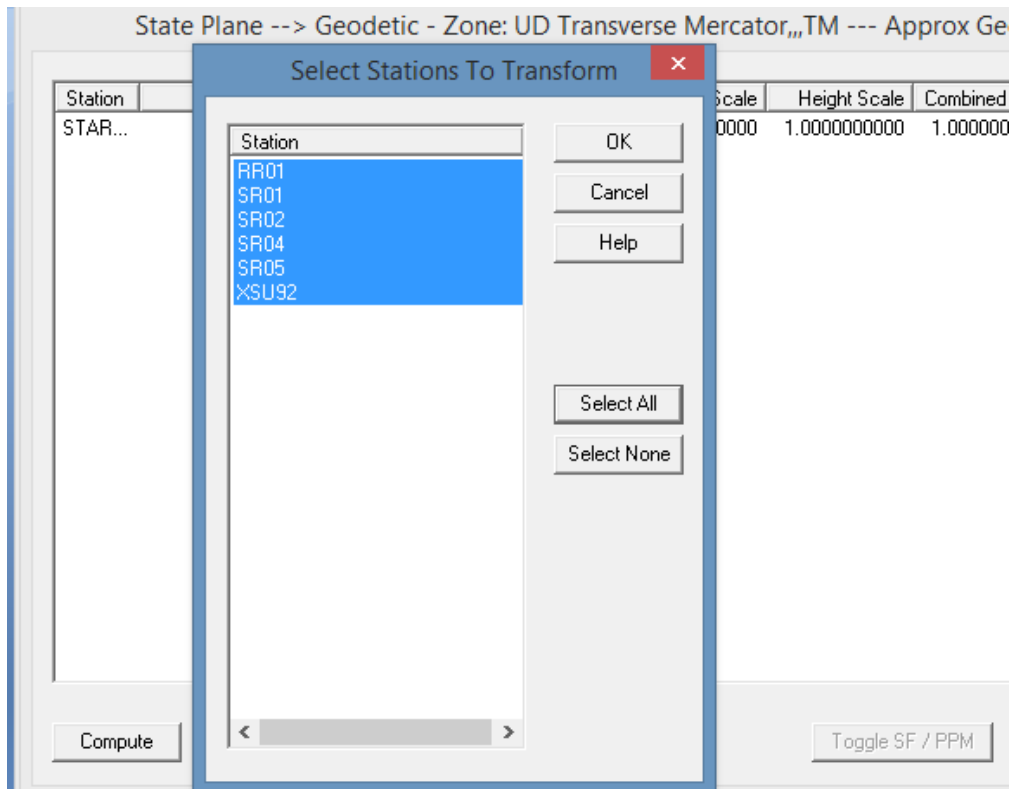 State Plane --> Geodetic - Zone: UD Transverse Mercator,,,TM --- Approx Ge
Select Stations To Transform
Station
Scale
Height Scale
Combined
STAR...
0000
1.0000000000
1.000000
Station
RR01
SR01
SR02
SR04
SR05
XSU92
OK
Cancel
Help
Select All
Select None
Compute
Toggle SF / PPM